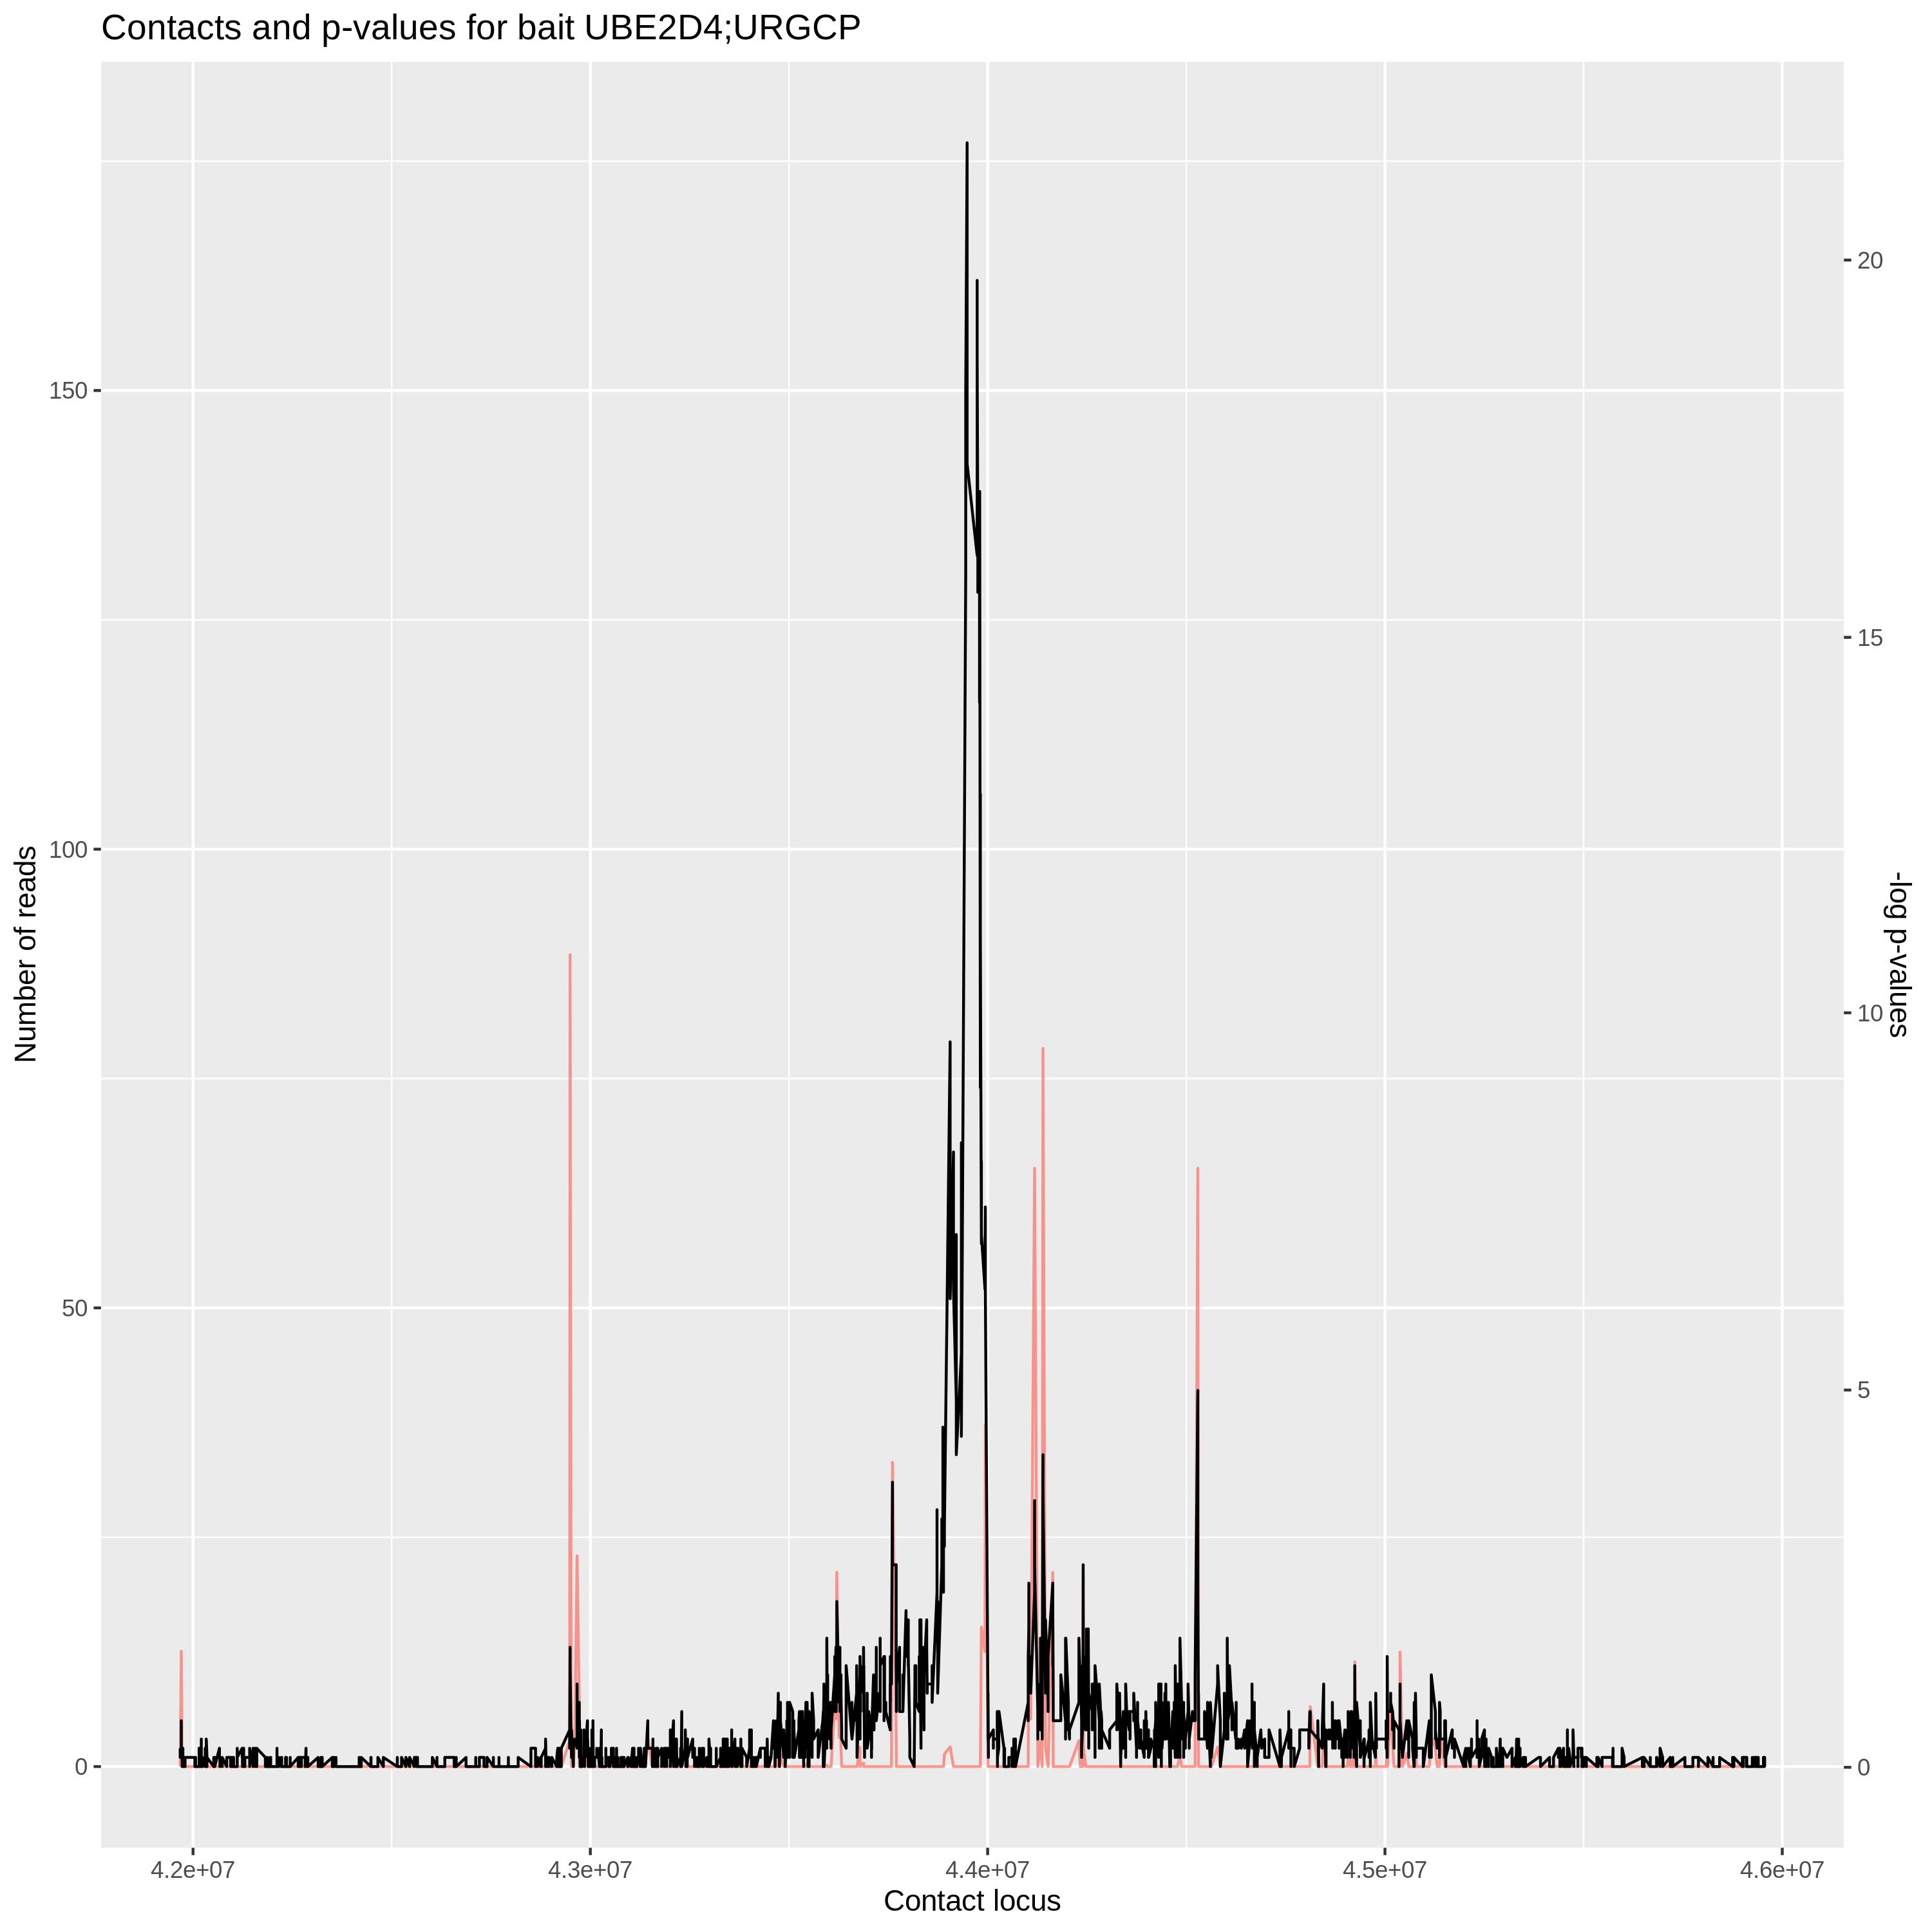 Contacts and p-values for bait UBE2D4;URGCP
Number of reads
150
100
50
0
20
15
10
5
0
-log p-values
4.2e+07 4.3e+07 4.4e+07 4.5e+07 4.6e+07
Contact locus